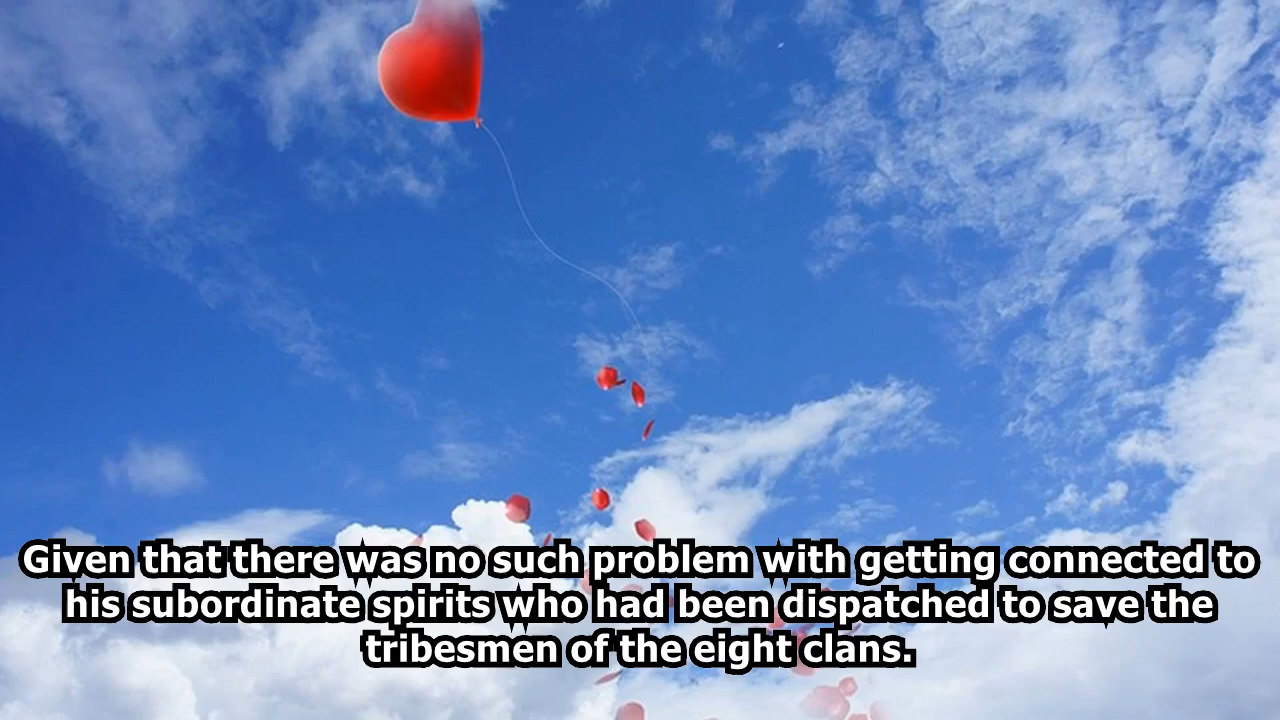 Given that there was no such problem with getting connected to
his subordinate spirits who had been dispatched to save the
tribesmen of the eight clans.